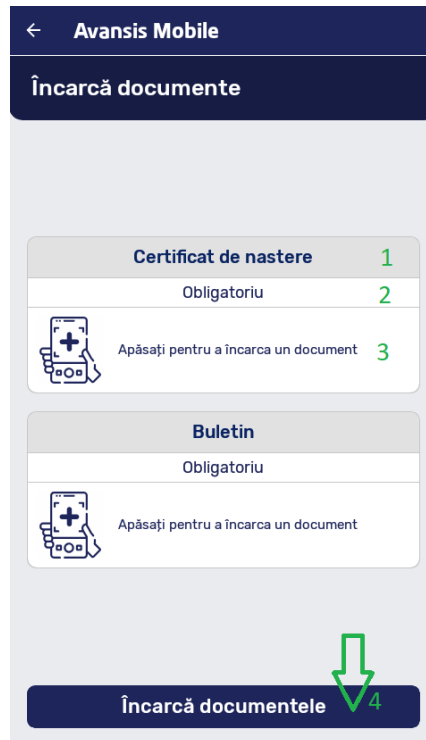 Avansis Mobile
Încarcă documente
Certificat de nastere 1
Obligatoriu 2
Apăsați pentru a încarca un document 3
Buletin
Obligatoriu
Apăsați pentru a încarca un document
Încarcă documentele 4